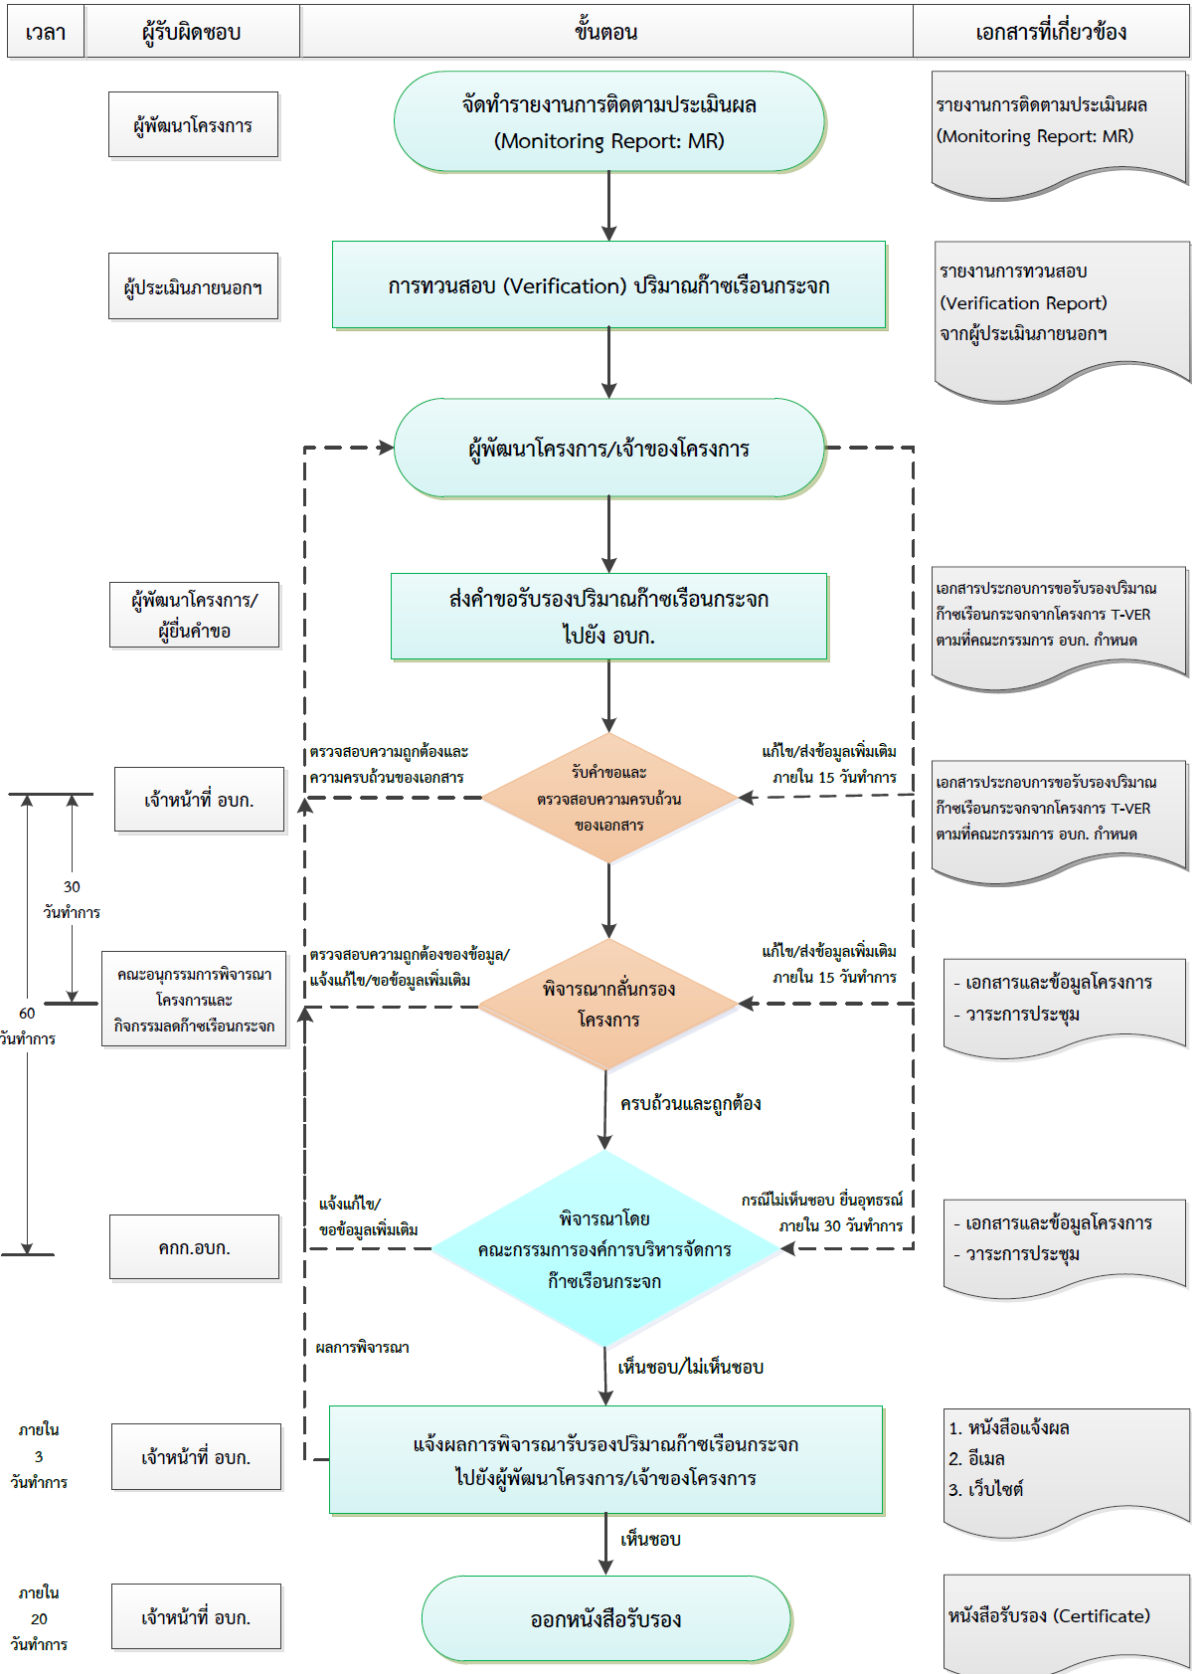 เวลา
ผู้รับผิดชอบ
ขั้นตอน
เอกสารที่เกี่ยวข้อง
ผู้พัฒนาโครงการ
จัดทำรายงานการติดตามประเมินผล
(Monitoring Report: MR)
รายงานการติดตามประเมินผล
(Monitoring Report: MR)
ผู้ประเมินภายนอกฯ
การทวนสอบ (Verification) ปริมาณก๊าซเรือนกระจก
รายงานการทวนสอบ
(Verification Report)
จากผู้ประเมินภายนอกฯ
ผู้พัฒนาโครงการ/เจ้าของโครงการ
ผู้พัฒนาโครงการ/
ผู้ยื่นคำขอ
ส่งคำขอรับรองปริมาณก๊าซเรือนกระจก
ไปยัง อบก.
เอกสารประกอบการขอรับรองปริมาณ
ก๊าซเรือนกระจกจากโครงการ T-VER
ตามที่คณะกรรมการ อบก. กำหนด
ตรวจสอบความถูกต้องและ
ความครบถ้วนของเอกสาร
แก้ไข/ส่งข้อมูลเพิ่มเติม
ภายใน 15 วันทำการ
เจ้าหน้าที่ อบก.
รับคำขอและ
ตรวจสอบความครบถ้วน
ของเอกสาร
เอกสารประกอบการขอรับรองปริมาณ
ก๊าซเรือนกระจกจากโครงการ T-VER
ตามที่คณะกรรมการ อบก. กำหนด
30
วันทำการ
60
วันทำการ
คณะอนุกรรมการพิจารณา
โครงการและ
กิจกรรมลดก๊าซเรือนกระจก
ตรวจสอบความถูกต้องของข้อมูล/
แจ้งแก้ไข/ขอข้อมูลเพิ่มเติม
พิจารณากลั่นกรอง
โครงการ
แก้ไข/ส่งข้อมูลเพิ่มเติม
ภายใน 15 วันทำการ
- เอกสารและข้อมูลโครงการ
- วาระการประชุม
ครบถ้วนและถูกต้อง
คกก.อบก.
แจ้งแก้ไข/
ขอข้อมูลเพิ่มเติม
พิจารณาโดย
คณะกรรมการองค์การบริหารจัดการ
ก๊าซเรือนกระจก
กรณีไม่เห็นชอบ ยื่นอุทธรณ์
ภายใน 30 วันทำการ
- เอกสารและข้อมูลโครงการ
- วาระการประชุม
ผลการพิจารณา
เห็นชอบ/ไม่เห็นชอบ
ภายใน
3
วันทำการ
เจ้าหน้าที่ อบก.
แจ้งผลการพิจารณารับรองปริมาณก๊าซเรือนกระจก
ไปยังผู้พัฒนาโครงการ/เจ้าของโครงการ
1. หนังสือแจ้งผล
2. อีเมล
3. เว็บไซต์
เห็นชอบ
ภายใน
20
วันทำการ
เจ้าหน้าที่ อบก.
ออกหนังสือรับรอง
หนังสือรับรอง (Certificate)